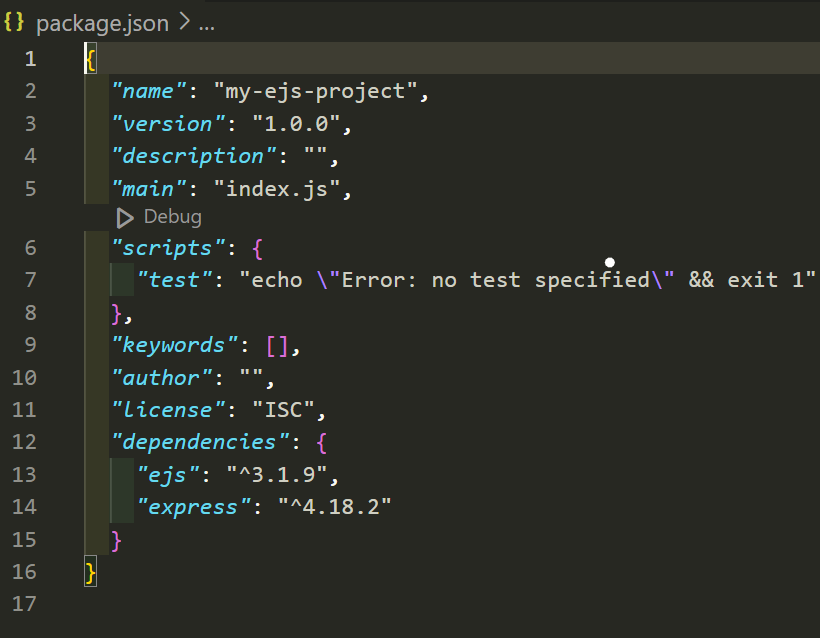 {} package.json > ...
1 {
2 "name": "my-ejs-project",
3 "version": "1.0.0",
4 "description": "",
5 "main": "index.js",
Debug
6 "scripts": {
7 "test": "echo \"Error: no test specified\" && exit 1"
8 },
9 "keywords": [],
10 "author": "",
11 "license": "ISC",
12 "dependencies": {
13 "ejs": "^3.1.9",
14 "express": "^4.18.2"
15 }
16 }
17